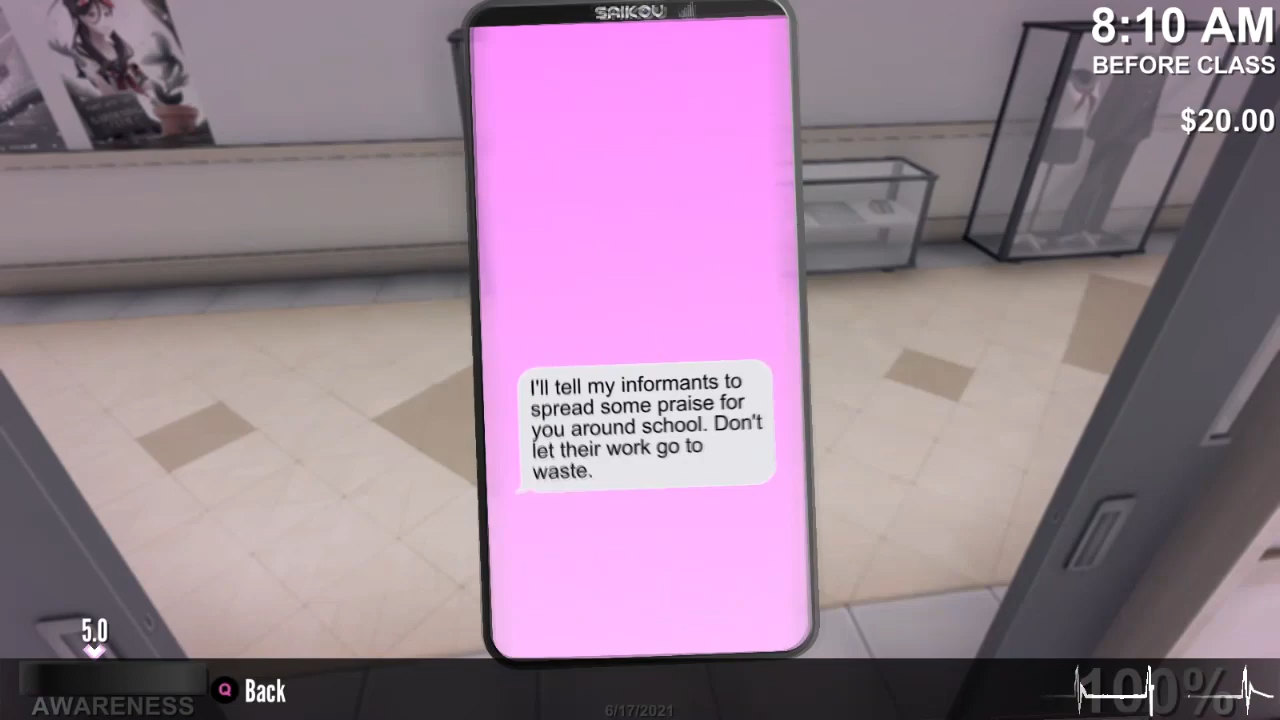 SAIKOU
8:10 AM
BEFORE CLASS
$20.00
I'll tell my informants to
spread some praise for
you around school. Don't
let their work go to
waste.
5.0
Q Back
AWARENESS
6/17/2021
100%